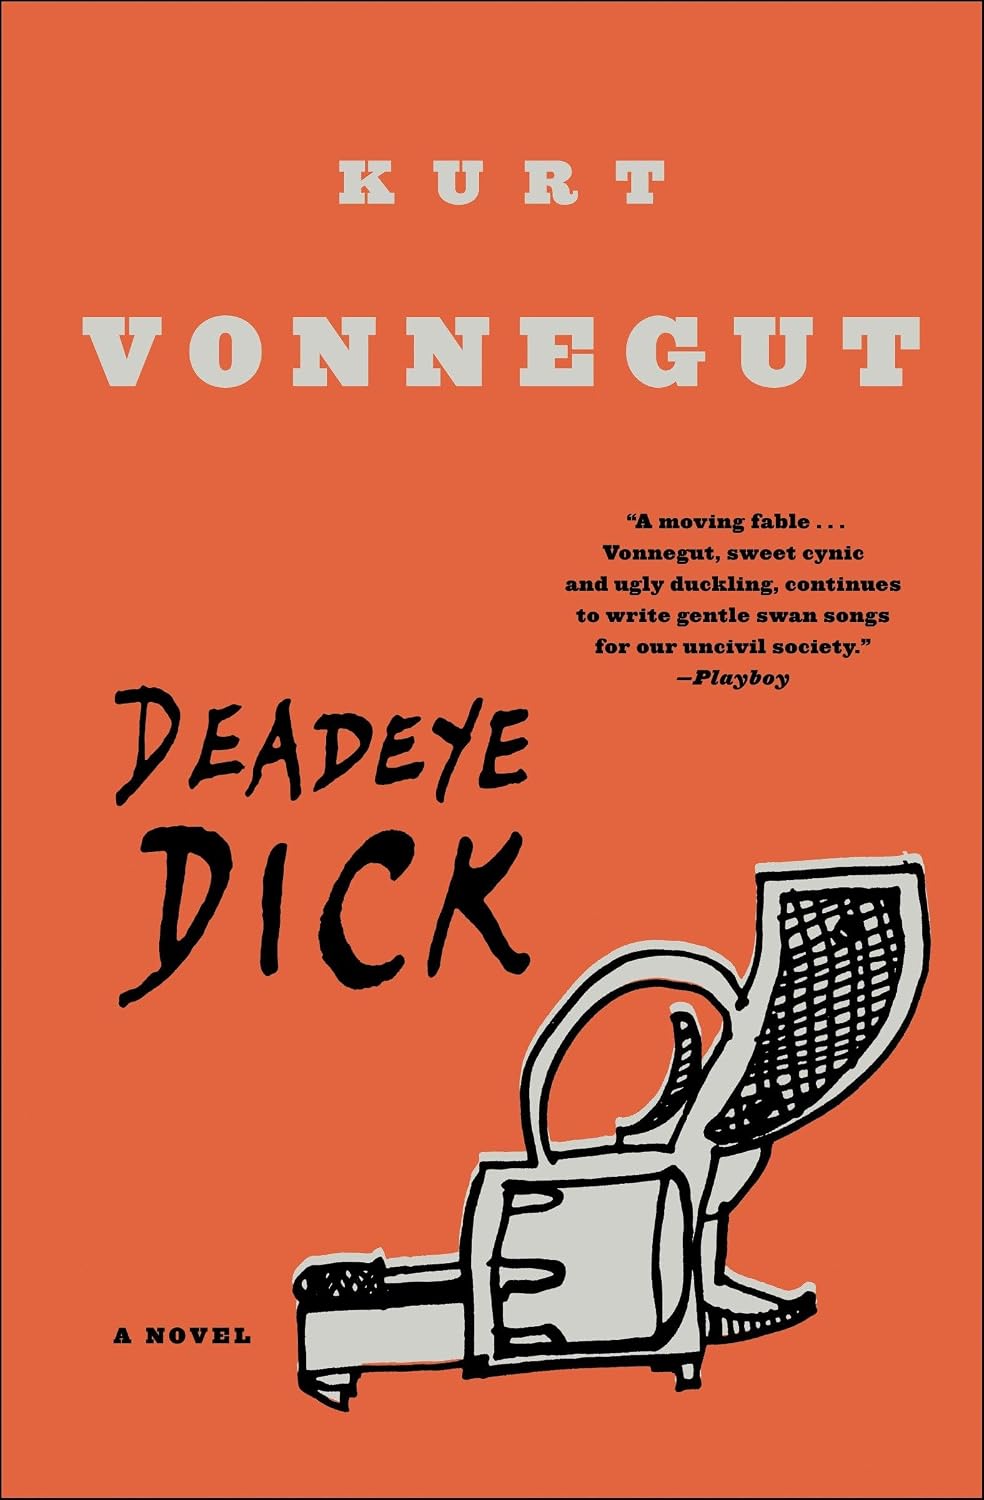 KURT
VONNEGUT
“A moving fable . . .
Vonnegut, sweet cynic
and ugly duckling, continues
to write gentle swan songs
for our uncivil society.”
—Playboy
DEADEYE
DICK
A NOVEL